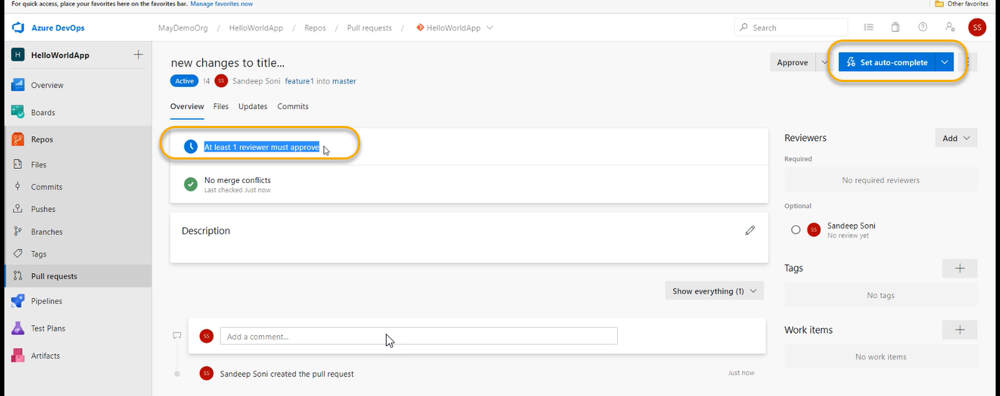 For quick access, place your favorites here on the favorites bar. Manage favorites now
Other favorites
Azure DevOps
MayDemoOrg / HelloWorldApp / Repos / Pull requests / HelloWorldApp
Search
SS
H HelloWorldApp
Overview
Boards
Repos
Files
Commits
Pushes
Branches
Tags
Pull requests
Pipelines
Test Plans
Artifacts
new changes to title...
Active !4 SS Sandeep Soni feature1 into master
Approve
Set auto-complete
Overview Files Updates Commits
At least 1 reviewer must approve
No merge conflicts
Last checked Just now
Description
Show everything (1)
SS Add a comment...
SS Sandeep Soni created the pull request
Just now
Reviewers
Add
Required
No required reviewers
Optional
SS Sandeep Soni
No review yet
Tags
No tags
Work items
No work items